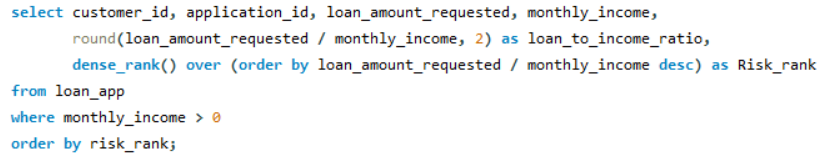 select customer_id, application_id, loan_amount_requested, monthly_income,
round(loan_amount_requested / monthly_income, 2) as loan_to_income_ratio,
dense_rank() over (order by loan_amount_requested / monthly_income desc) as Risk_rank
from loan_app
where monthly_income > 0
order by risk_rank;